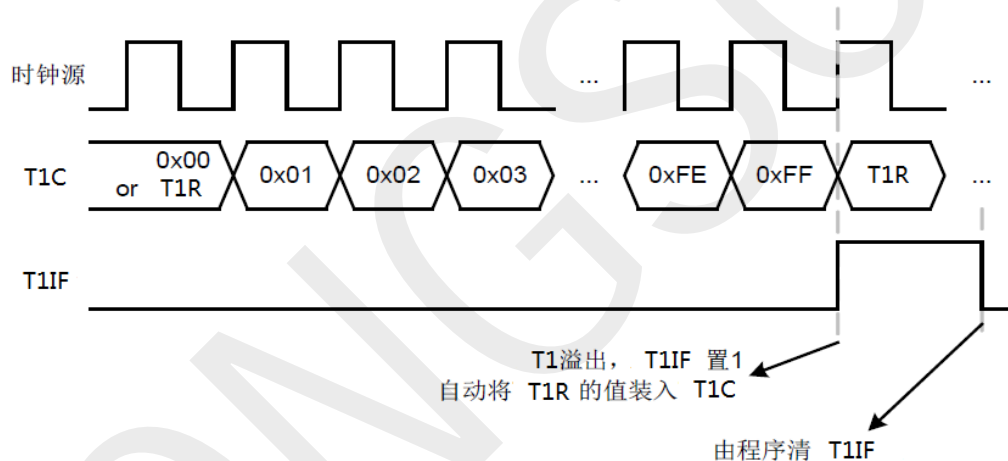 时钟源
...
...
T1C
0x00
or T1R
0x01
0x02
0x03
...
0xFE
0xFF
T1R
...
T1IF
T1溢出， T1IF 置1
自动将 T1R 的值装入 T1C
由程序清 T1IF